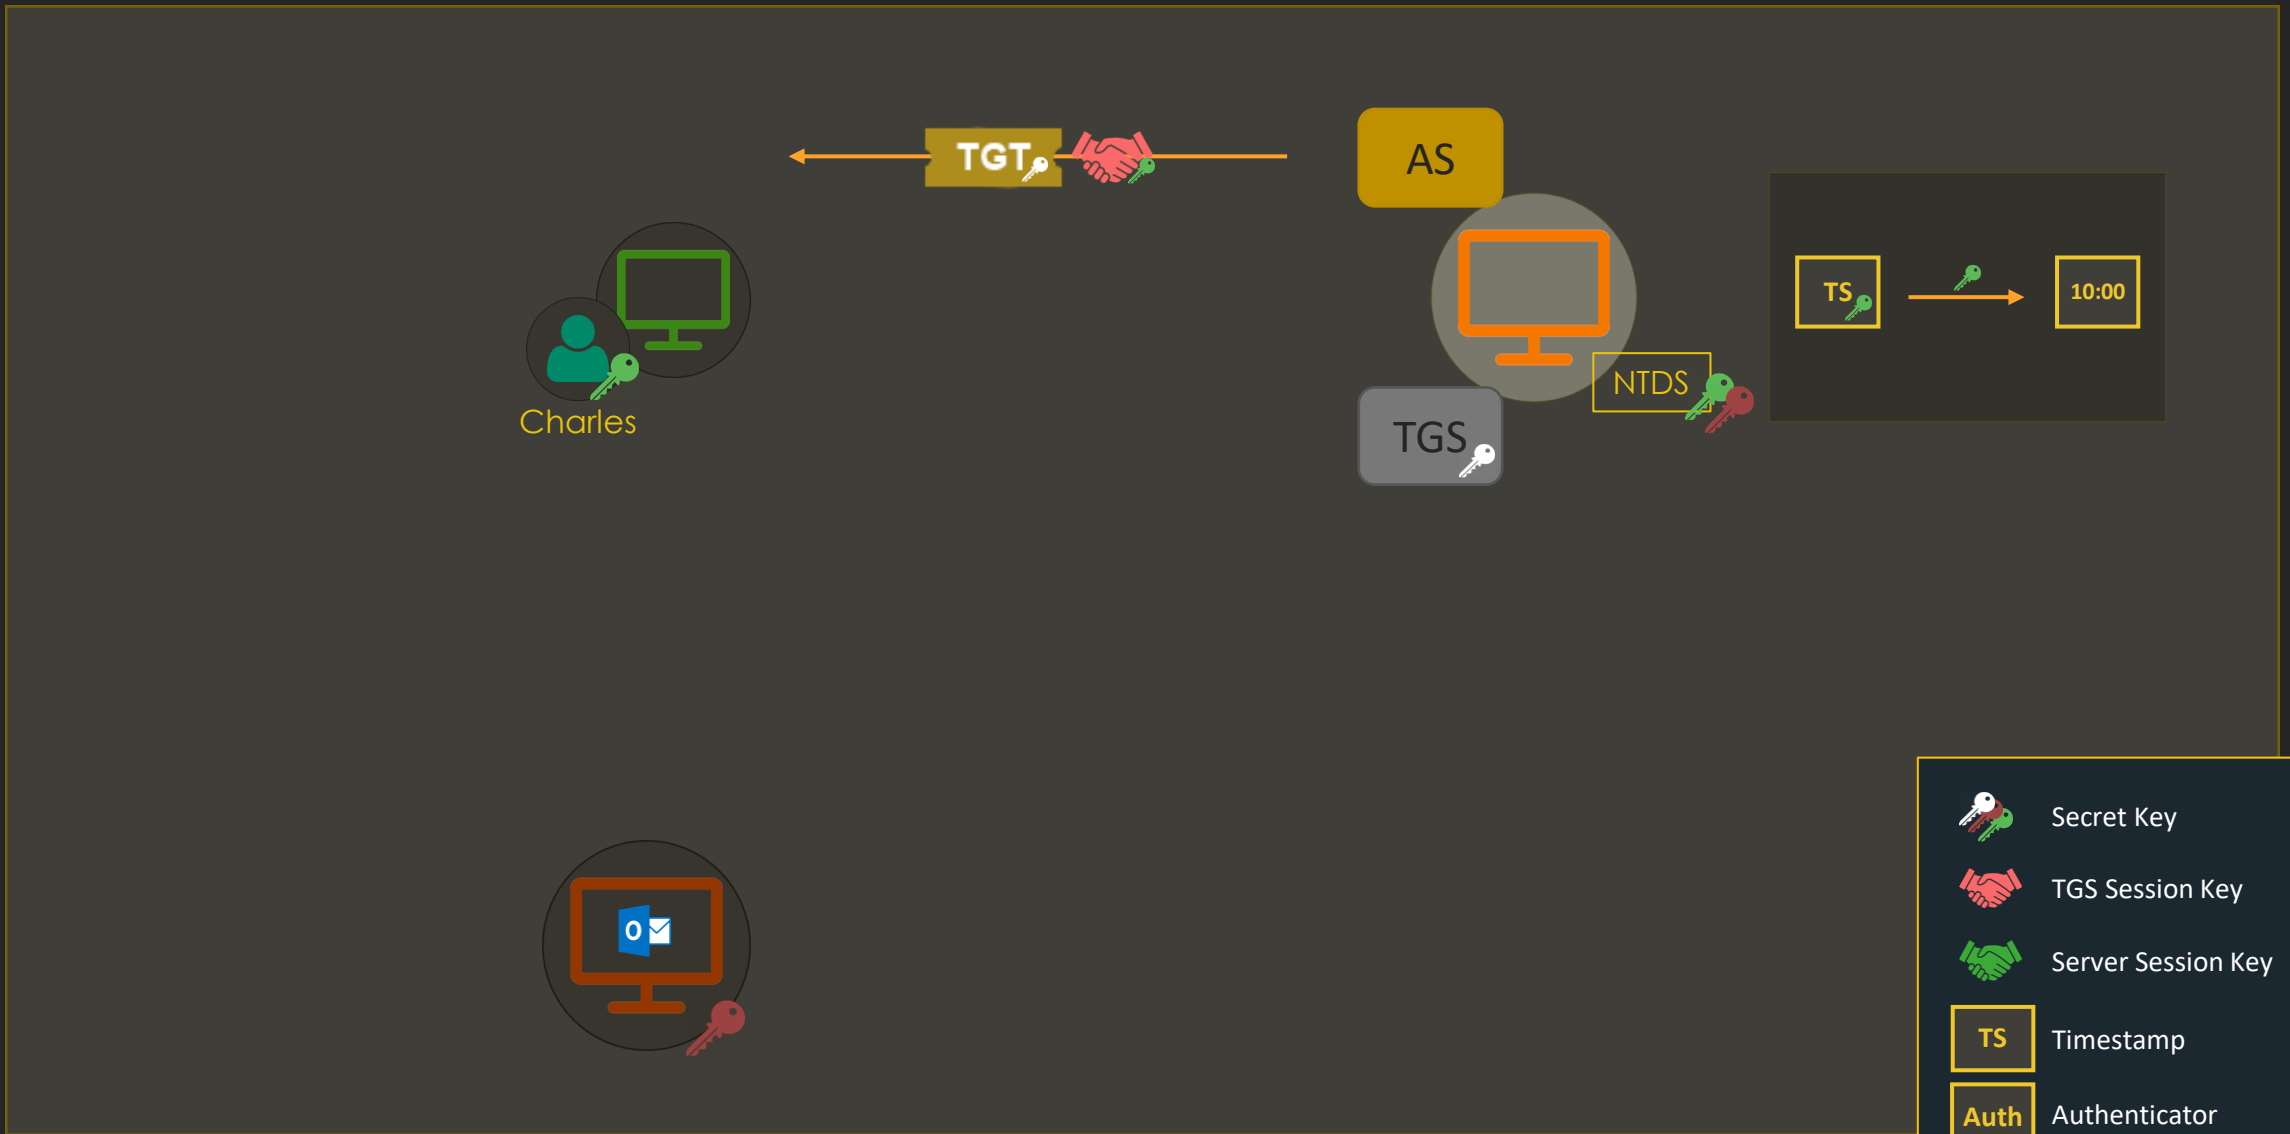 TGT
AS
TS
10:00
NTDS
Charles
TGS
O
Secret Key
TGS Session Key
Server Session Key
TS
Timestamp
Auth
Authenticator